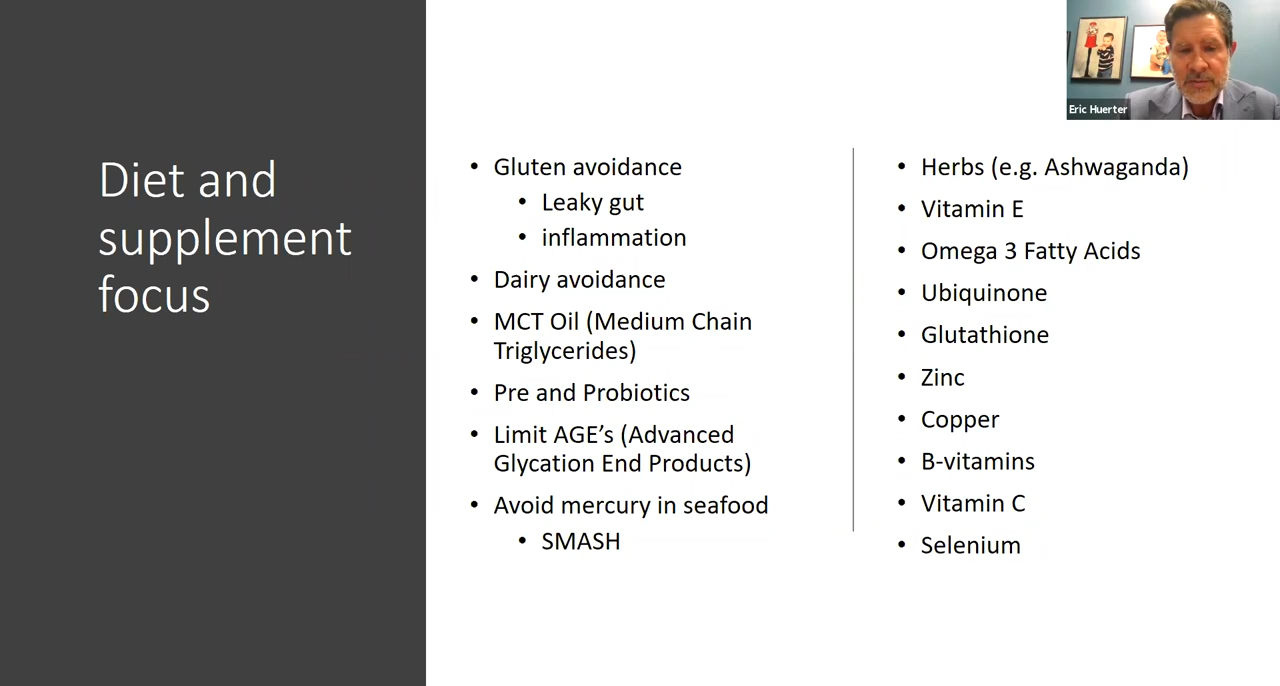 Eric Huerter
Diet and
supplement
focus
• Gluten avoidance
• Leaky gut
• inflammation
• Dairy avoidance
• MCT Oil (Medium Chain
Triglycerides)
• Pre and Probiotics
• Limit AGE’s (Advanced
Glycation End Products)
• Avoid mercury in seafood
• SMASH
• Herbs (e.g. Ashwaganda)
• Vitamin E
• Omega 3 Fatty Acids
• Ubiquinone
• Glutathione
• Zinc
• Copper
• B-vitamins
• Vitamin C
• Selenium